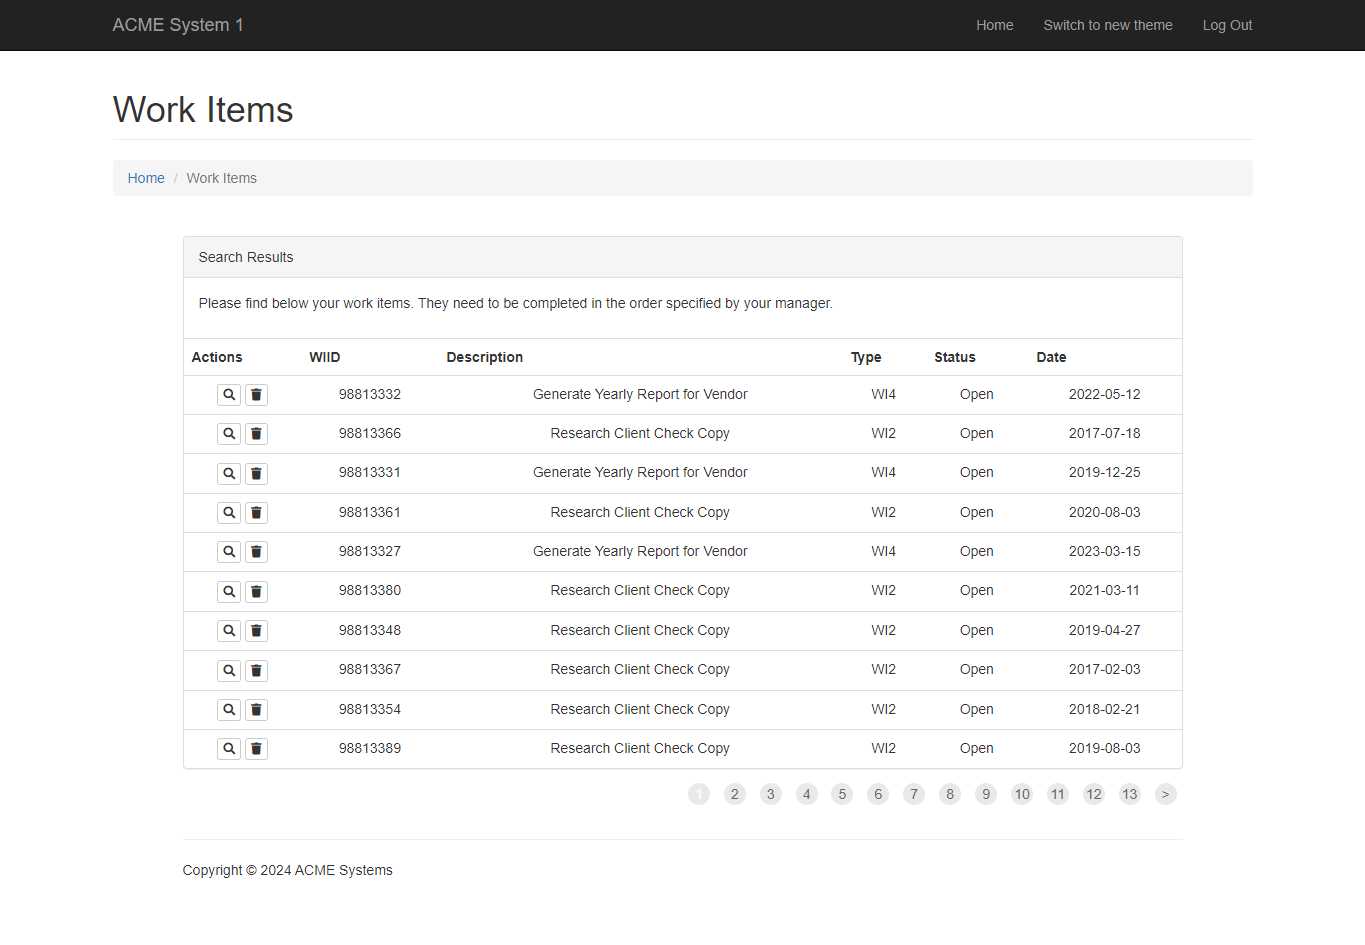 ACME System 1 Home Switch to new theme Log Out
Work Items
Home / Work Items
Search Results
Please find below your work items. They need to be completed in the order specified by your manager.
Actions WIID Description Type Status Date
98813332 Generate Yearly Report for Vendor WI4 Open 2022-05-12
98813366 Research Client Check Copy WI2 Open 2017-07-18
98813331 Generate Yearly Report for Vendor WI4 Open 2019-12-25
98813361 Research Client Check Copy WI2 Open 2020-08-03
98813327 Generate Yearly Report for Vendor WI4 Open 2023-03-15
98813380 Research Client Check Copy WI2 Open 2021-03-11
98813348 Research Client Check Copy WI2 Open 2019-04-27
98813367 Research Client Check Copy WI2 Open 2017-02-03
98813354 Research Client Check Copy WI2 Open 2018-02-21
98813389 Research Client Check Copy WI2 Open 2019-08-03
1 2 3 4 5 6 7 8 9 10 11 12 13 >
Copyright © 2024 ACME Systems